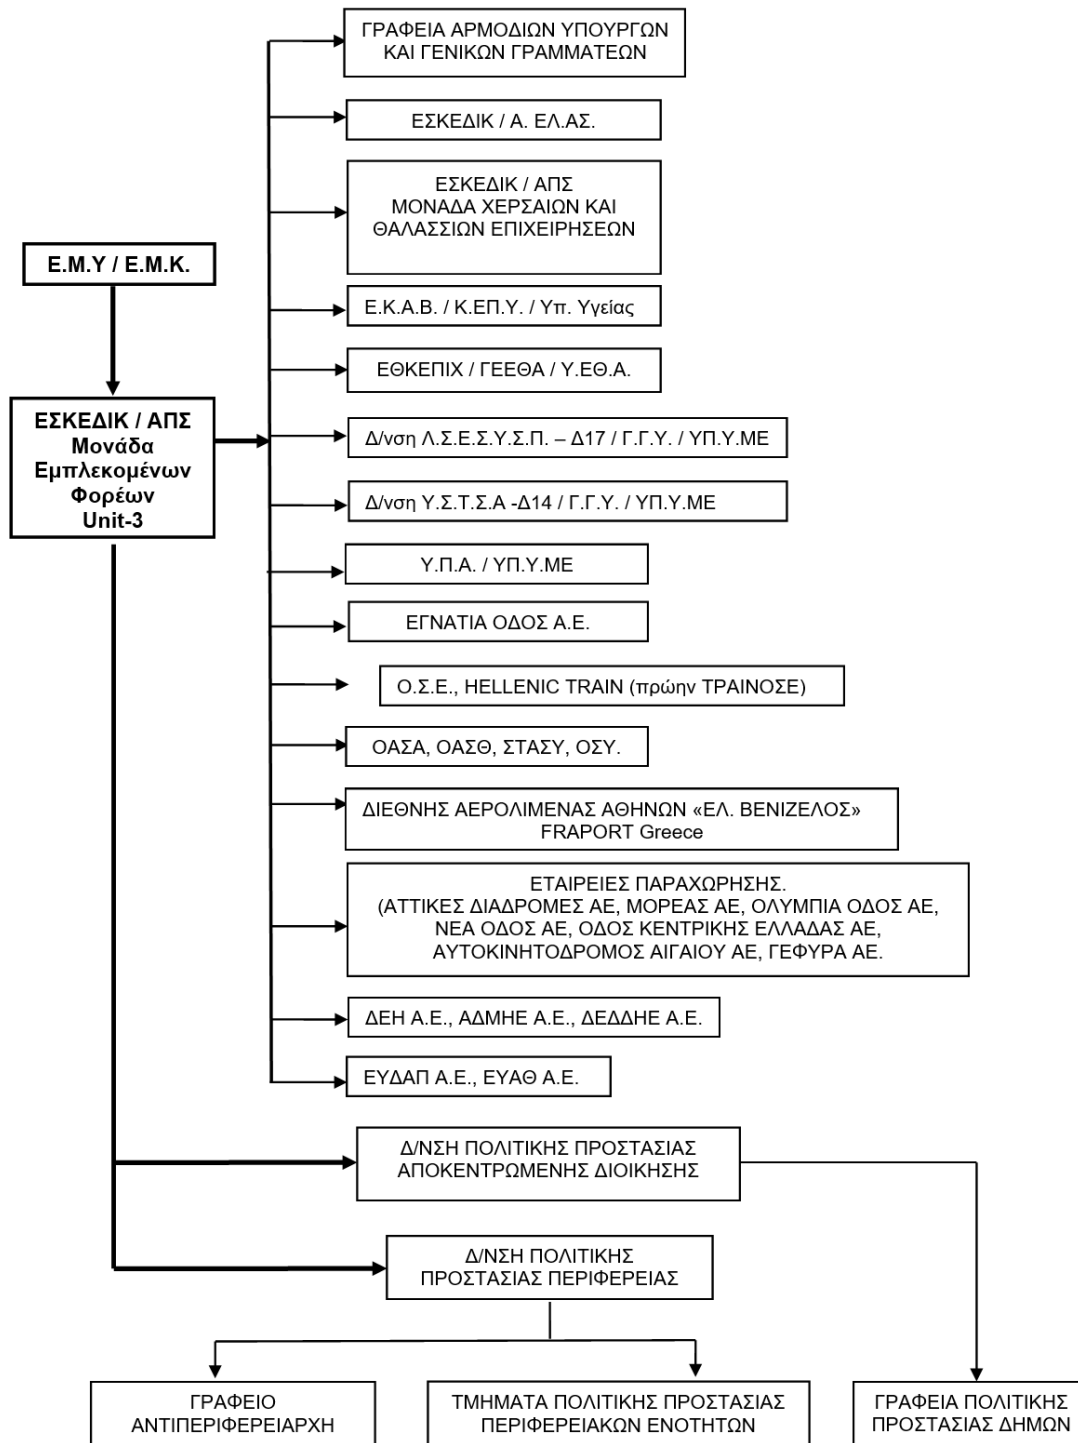 ΓΡΑΦΕΙΑ ΑΡΜΟΔΙΩΝ ΥΠΟΥΡΓΩΝ
ΚΑΙ ΓΕΝΙΚΩΝ ΓΡΑΜΜΑΤΕΩΝ
ΕΣΚΕΔΙΚ / Α. ΕΛ.ΑΣ.
ΕΣΚΕΔΙΚ / ΑΠΣ
ΜΟΝΑΔΑ ΧΕΡΣΑΙΩΝ ΚΑΙ
ΘΑΛΑΣΣΙΩΝ ΕΠΙΧΕΙΡΗΣΕΩΝ
Ε.Μ.Υ / Ε.Μ.Κ.
Ε.Κ.Α.Β. / Κ.ΕΠ.Υ. / Υπ. Υγείας
ΕΘΚΕΠΙΧ / ΓΕΕΘΑ / Υ.ΕΘ.Α.
ΕΣΚΕΔΙΚ / ΑΠΣ
Μονάδα
Εμπλεκομένων
Φορέων
Unit-3
Δ/νση Λ.Σ.Ε.Σ.Υ.Σ.Π. – Δ17 / Γ.Γ.Υ. / ΥΠ.Υ.ΜΕ
Δ/νση Υ.Σ.Τ.Σ.Α -Δ14 / Γ.Γ.Υ. / ΥΠ.Υ.ΜΕ
Υ.Π.Α. / ΥΠ.Υ.ΜΕ
ΕΓΝΑΤΙΑ ΟΔΟΣ Α.Ε.
Ο.Σ.Ε., HELLENIC TRAIN (πρώην ΤΡΑΙΝΟΣΕ)
ΟΑΣΑ, ΟΑΣΘ, ΣΤΑΣΥ, ΟΣΥ.
ΔΙΕΘΝΗΣ ΑΕΡΟΛΙΜΕΝΑΣ ΑΘΗΝΩΝ «ΕΛ. ΒΕΝΙΖΕΛΟΣ»
FRAPORT Greece
ΕΤΑΙΡΕΙΕΣ ΠΑΡΑΧΩΡΗΣΗΣ.
(ΑΤΤΙΚΕΣ ΔΙΑΔΡΟΜΕΣ ΑΕ, ΜΟΡΕΑΣ ΑΕ, ΟΛΥΜΠΙΑ ΟΔΟΣ ΑΕ,
ΝΕΑ ΟΔΟΣ ΑΕ, ΟΔΟΣ ΚΕΝΤΡΙΚΗΣ ΕΛΛΑΔΑΣ ΑΕ,
ΑΥΤΟΚΙΝΗΤΟΔΡΟΜΟΣ ΑΙΓΑΙΟΥ ΑΕ, ΓΕΦΥΡΑ ΑΕ.
ΔΕΗ Α.Ε., ΑΔΜΗΕ Α.Ε., ΔΕΔΔΗΕ Α.Ε.
ΕΥΔΑΠ Α.Ε., ΕΥΑΘ Α.Ε.
Δ/ΝΣΗ ΠΟΛΙΤΙΚΗΣ ΠΡΟΣΤΑΣΙΑΣ
ΑΠΟΚΕΝΤΡΩΜΕΝΗΣ ΔΙΟΙΚΗΣΗΣ
Δ/ΝΣΗ ΠΟΛΙΤΙΚΗΣ
ΠΡΟΣΤΑΣΙΑΣ ΠΕΡΙΦΕΡΕΙΑΣ
ΓΡΑΦΕΙΟ
ΑΝΤΙΠΕΡΙΦΕΡΕΙΑΡΧΗ
ΤΜΗΜΑΤΑ ΠΟΛΙΤΙΚΗΣ ΠΡΟΣΤΑΣΙΑΣ
ΠΕΡΙΦΕΡΕΙΑΚΩΝ ΕΝΟΤΗΤΩΝ
ΓΡΑΦΕΙΑ ΠΟΛΙΤΙΚΗΣ
ΠΡΟΣΤΑΣΙΑΣ ΔΗΜΩΝ